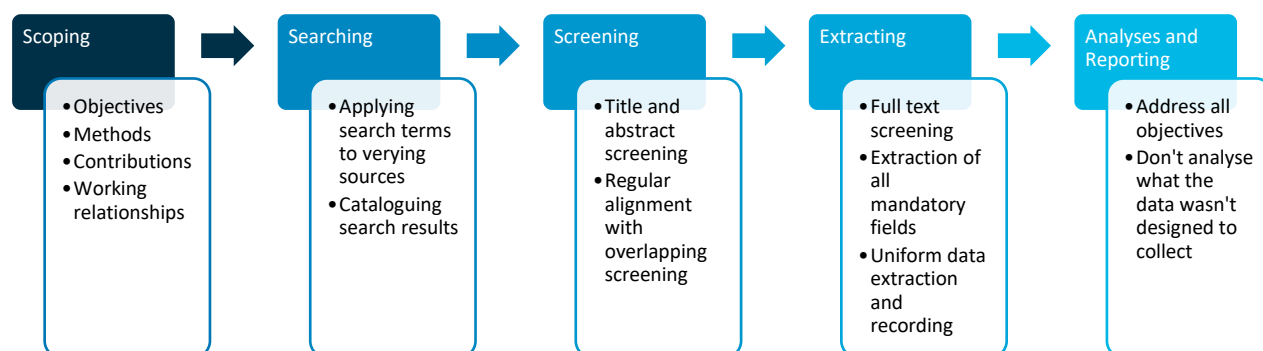 Scoping
•Objectives
•Methods
•Contributions
•Working
relationships
Searching
•Applying
search terms
to verying
sources
•Cataloguing
search results
Screening
•Title and
abstract
screening
•Regular
alignment
with
overlapping
screening
Extracting
•Full text
screening
•Extraction of
all
mandatory
fields
•Uniform data
extraction
and
recording
Analyses and
Reporting
•Address all
objectives
•Don't analyse
what the
data wasn't
designed to
collect